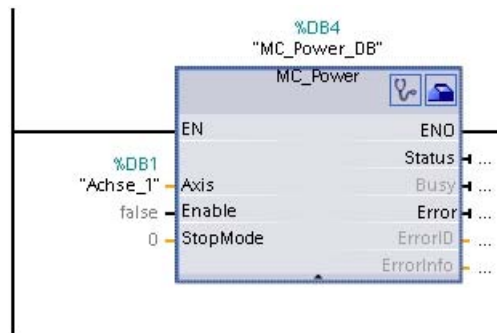 %DB4
"MC_Power_DB"
MC_Power
EN
ENO
Status ...
%DB1
"Achse_1" Axis
Busy ...
false Enable
Error ...
0 StopMode
ErrorID ...
ErrorInfo ...